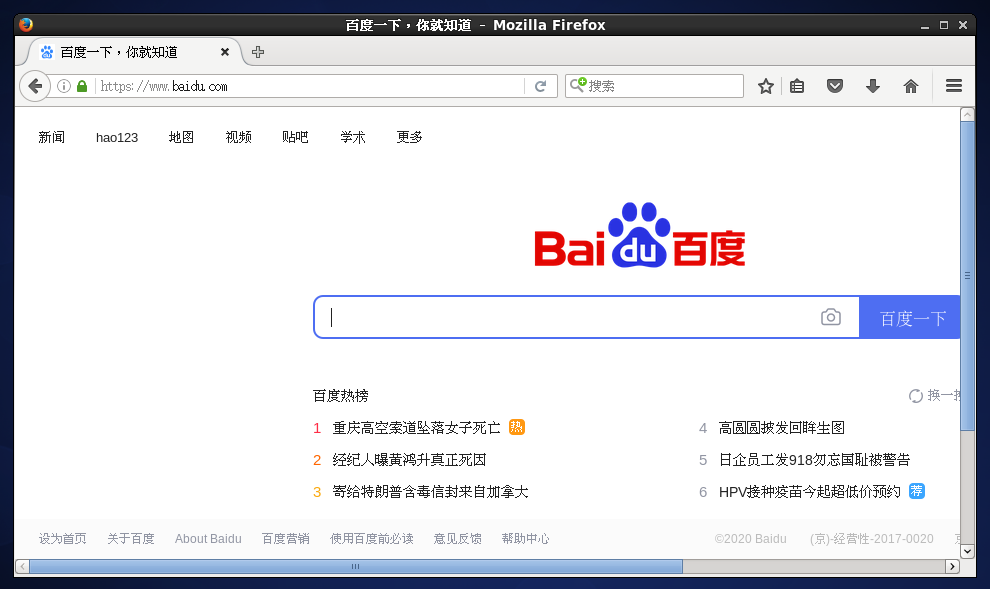 百度一下，你就知道 - Mozilla Firefox
百度一下，你就知道
https://www.baidu.com
搜索
新闻 hao123 地图 视频 贴吧 学术 更多
Bai du 百度
百度一下
百度热榜
换一换
1 重庆高空索道坠落女子死亡 热
4 高圆圆披发回眸生图
2 经纪人曝黄鸿升真正死因
5 日企员工发918勿忘国耻被警告
3 寄给特朗普含毒信封来自加拿大
6 HPV接种疫苗今起超低价预约 荐
设为首页 关于百度 About Baidu 百度营销 使用百度前必读 意见反馈 帮助中心 ©2020 Baidu (京)-经营性-2017-0020